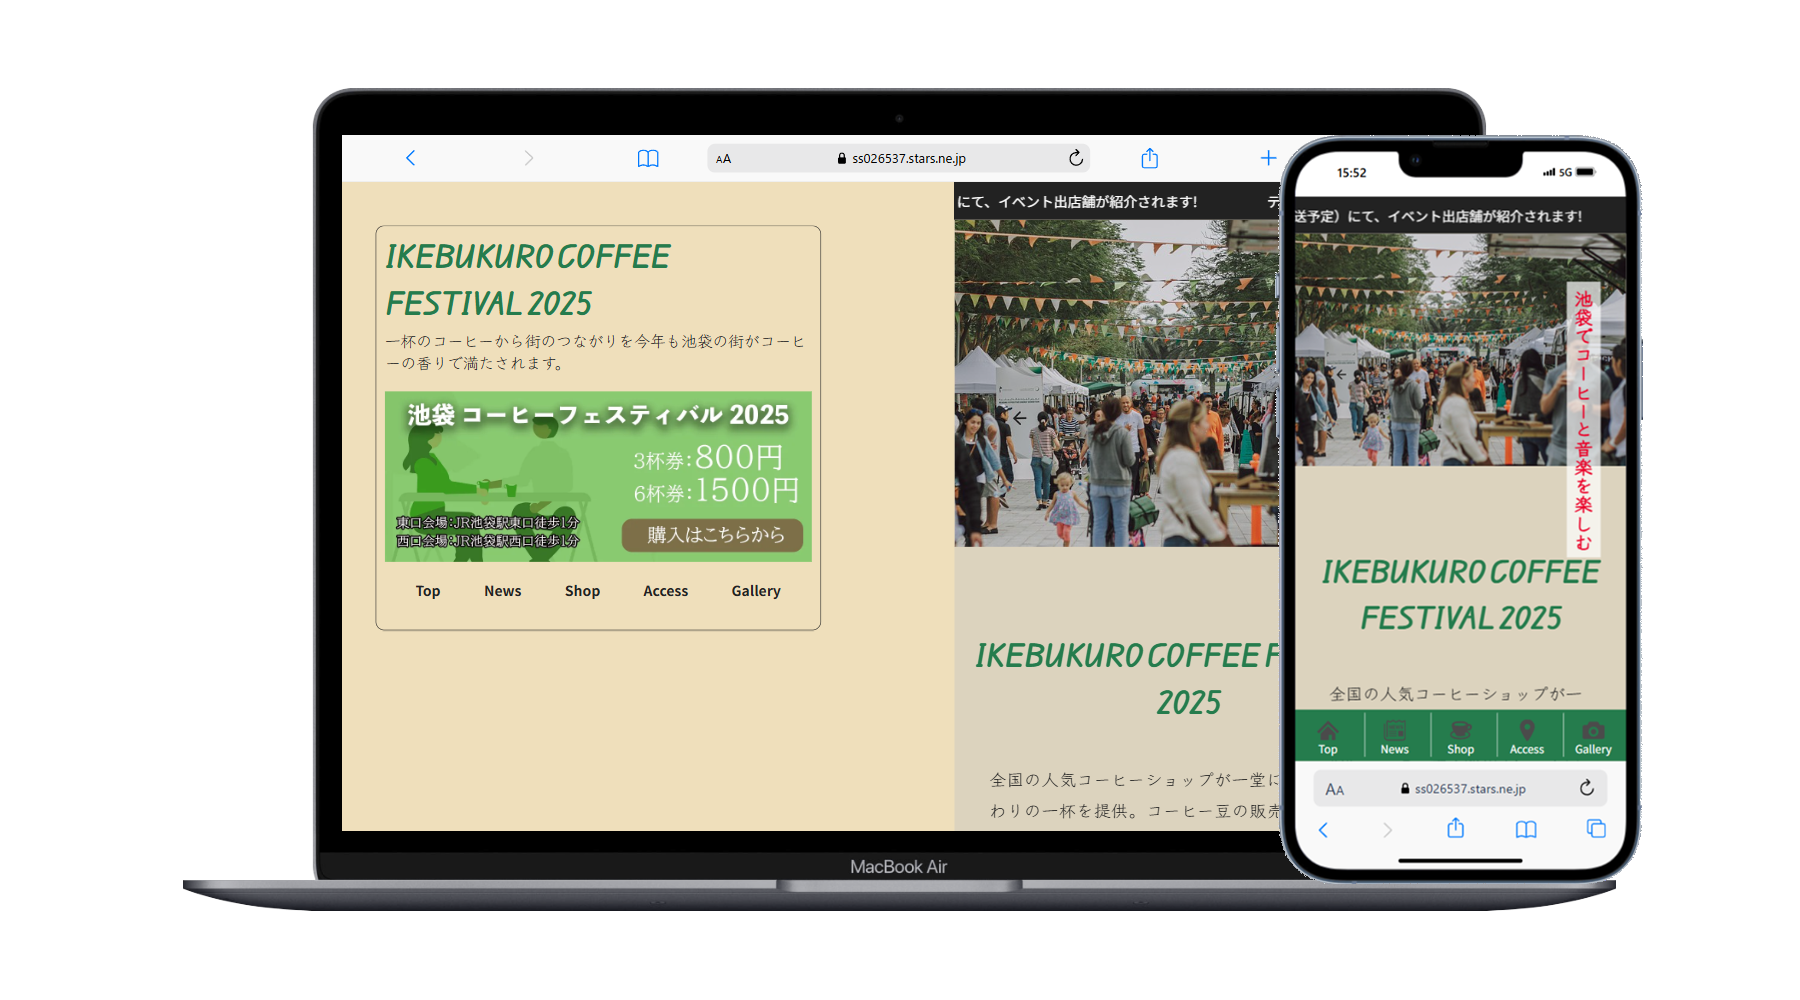 AA
ss026537.stars.ne.jp
IKEBUKURO COFFEE
FESTIVAL 2025
一杯のコーヒーから街のつながりを今年も池袋の街がコーヒ
ーの香りで満たされます。
池袋 コーヒーフェスティバル 2025
3杯券:800円
6杯券:1500円
東口会場:JR池袋駅東口徒歩1分
西口会場:JR池袋駅西口徒歩1分
購入はこちらから
Top
News
Shop
Access
Gallery
にて、イベント出店舗が紹介されます!
テ
IKEBUKURO COFFEE F
2025
全国の人気コーヒーショップが一堂に
わりの一杯を提供。コーヒー豆の販売
MacBook Air
15:52
5G
送予定）にて、イベント出店舗が紹介されます!
池袋でコーヒーと音楽を楽しむ
IKEBUKURO COFFEE
FESTIVAL 2025
全国の人気コーヒーショップが一
Top
News
Shop
Access
Gallery
AA
ss026537.stars.ne.jp